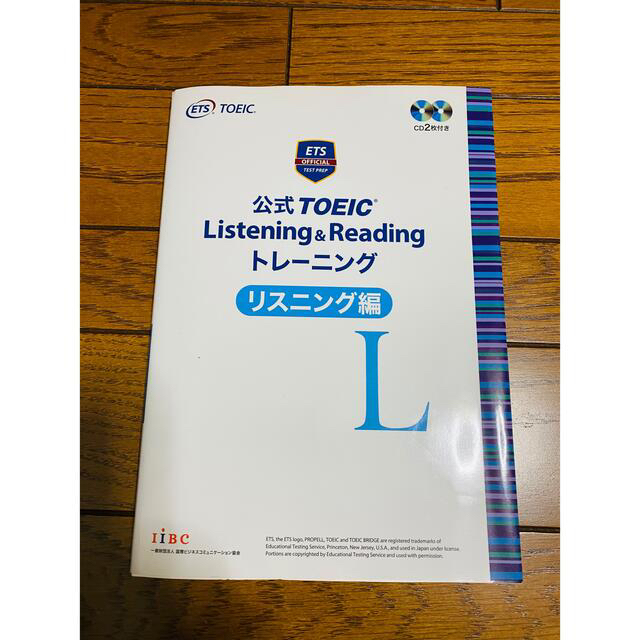 ETS® TOEIC®
CD2枚付き
ETS
OFFICIAL
TEST PREP
公式 TOEIC®
Listening & Reading
トレーニング
リスニング編
L
IiBC
一般財団法人 国際ビジネスコミュニケーション協会
ETS, the ETS logo, PROPELL, TOEIC and TOEIC BRIDGE are registered trademarks of
Educational Testing Service, Princeton, New Jersey, U.S.A., and used in Japan under license.
Portions are copyrighted by Educational Testing Service and used with permission.